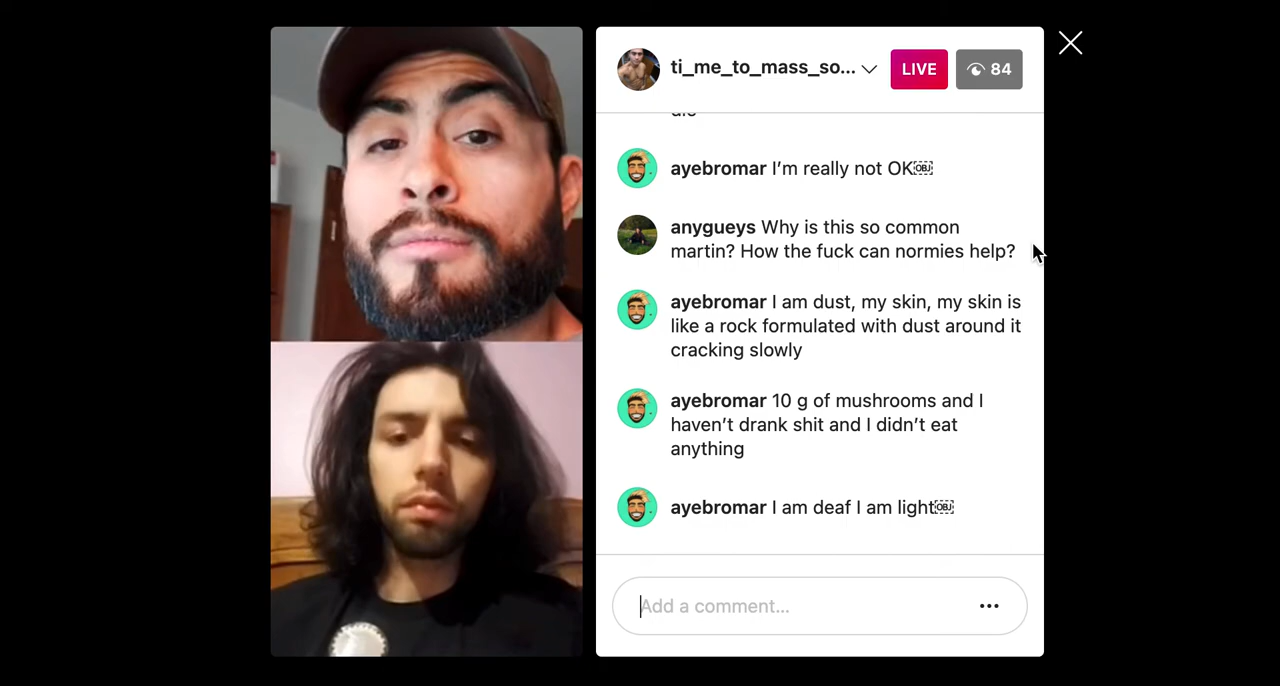 ti_me_to_mass_so...
LIVE
84
ayebromar I’m really not OK
anygueys Why is this so common
martin? How the fuck can normies help?
ayebromar I am dust, my skin, my skin is
like a rock formulated with dust around it
cracking slowly
ayebromar 10 g of mushrooms and I
haven’t drank shit and I didn’t eat
anything
ayebromar I am deaf I am light
Add a comment...